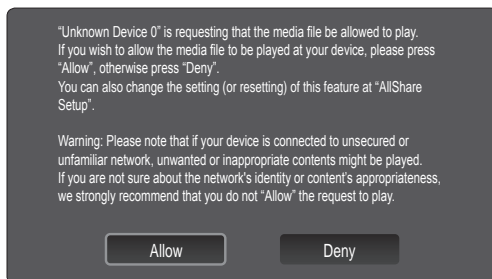 “Unknown Device 0” is requesting that the media file be allowed to play.
If you wish to allow the media file to be played at your device, please press
“Allow”, otherwise press “Deny”.
You can also change the setting (or resetting) of this feature at “AllShare
Setup”.
Warning: Please note that if your device is connected to unsecured or
unfamiliar network, unwanted or inappropriate contents might be played.
If you are not sure about the network's identity or content’s appropriateness,
we strongly recommend that you do not “Allow” the request to play.
Allow Deny